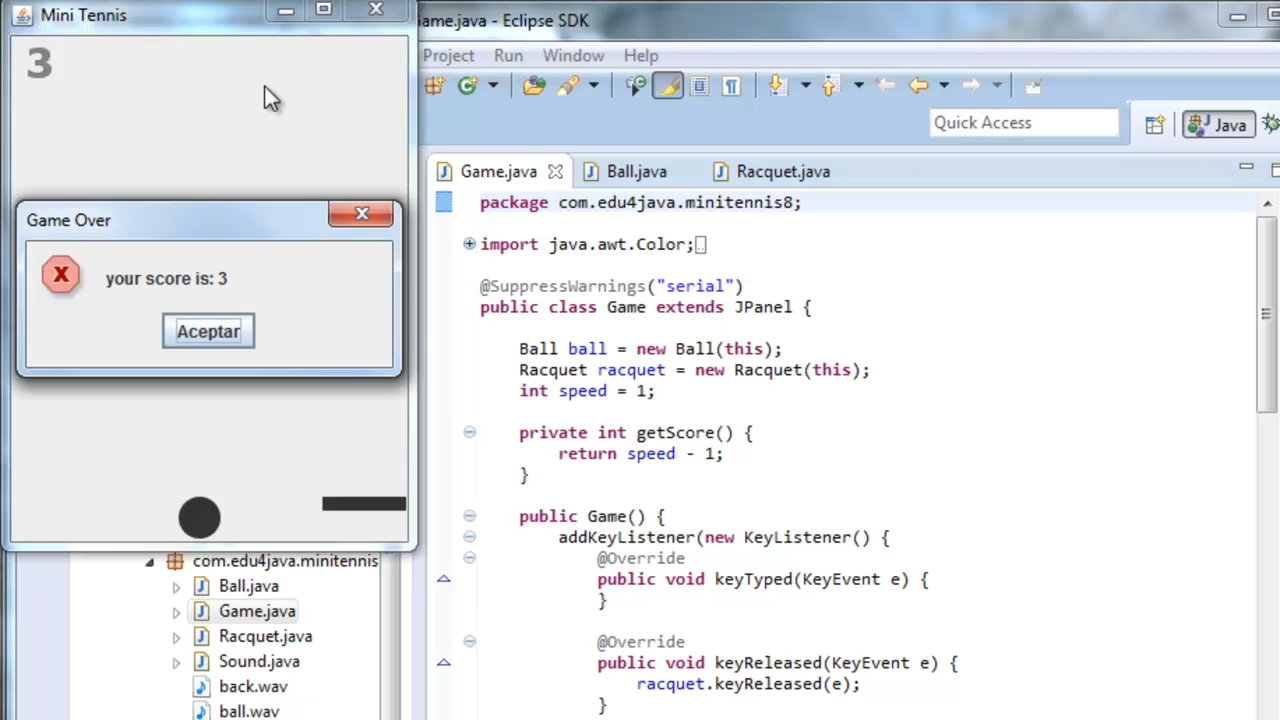 Mini Tennis
Game.java - Eclipse SDK
Project Run Window Help
3
Quick Access
Java
Game.java Ball.java Racquet.java
package com.edu4java.minitennis8;
import java.awt.Color;
@SuppressWarnings("serial")
public class Game extends JPanel {
Ball ball = new Ball(this);
Racquet racquet = new Racquet(this);
int speed = 1;
private int getScore() {
return speed - 1;
}
public Game() {
addKeyListener(new KeyListener() {
@Override
public void keyTyped(KeyEvent e) {
}
@Override
public void keyReleased(KeyEvent e) {
racquet.keyReleased(e);
}
Game Over
your score is: 3
Aceptar
com.edu4java.minitennis
Ball.java
Game.java
Racquet.java
Sound.java
back.wav
ball.wav